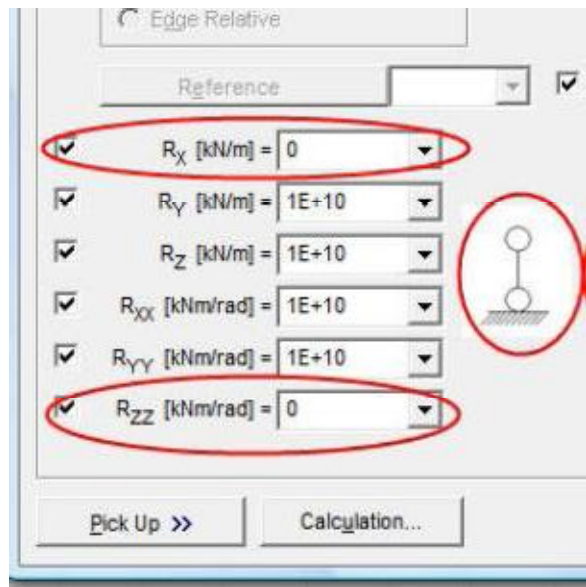 Edge Relative
Reference
RX [kN/m] = 0
RY [kN/m] = 1E+10
RZ [kN/m] = 1E+10
RXX [kNm/rad] = 1E+10
RYY [kNm/rad] = 1E+10
RZZ [kNm/rad] = 0
Pick Up >> Calculation...